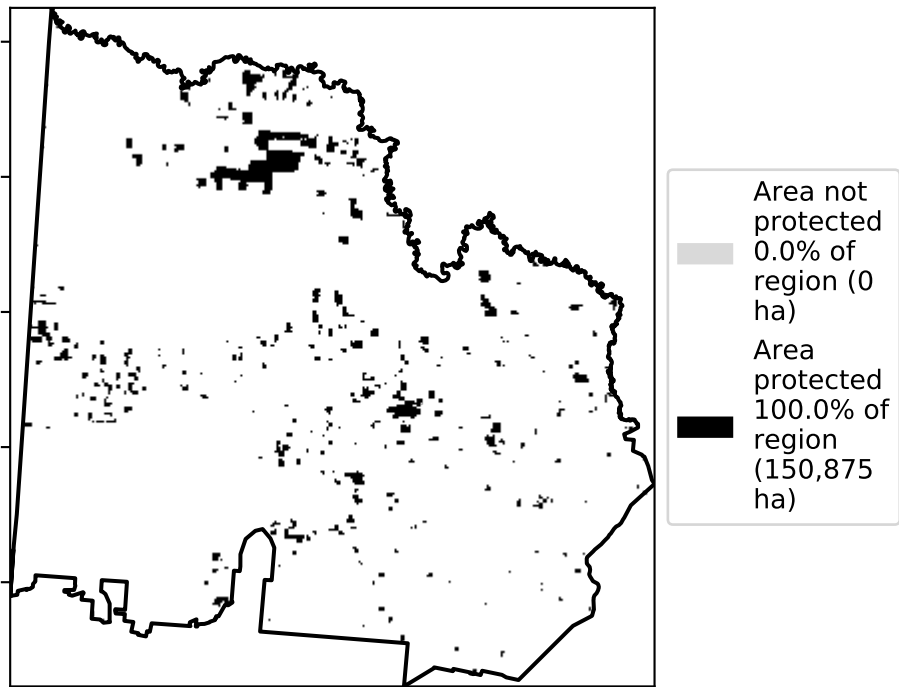 Area not
protected
0.0% of
region (0
ha)
Area
protected
100.0% of
region
(150,875
ha)